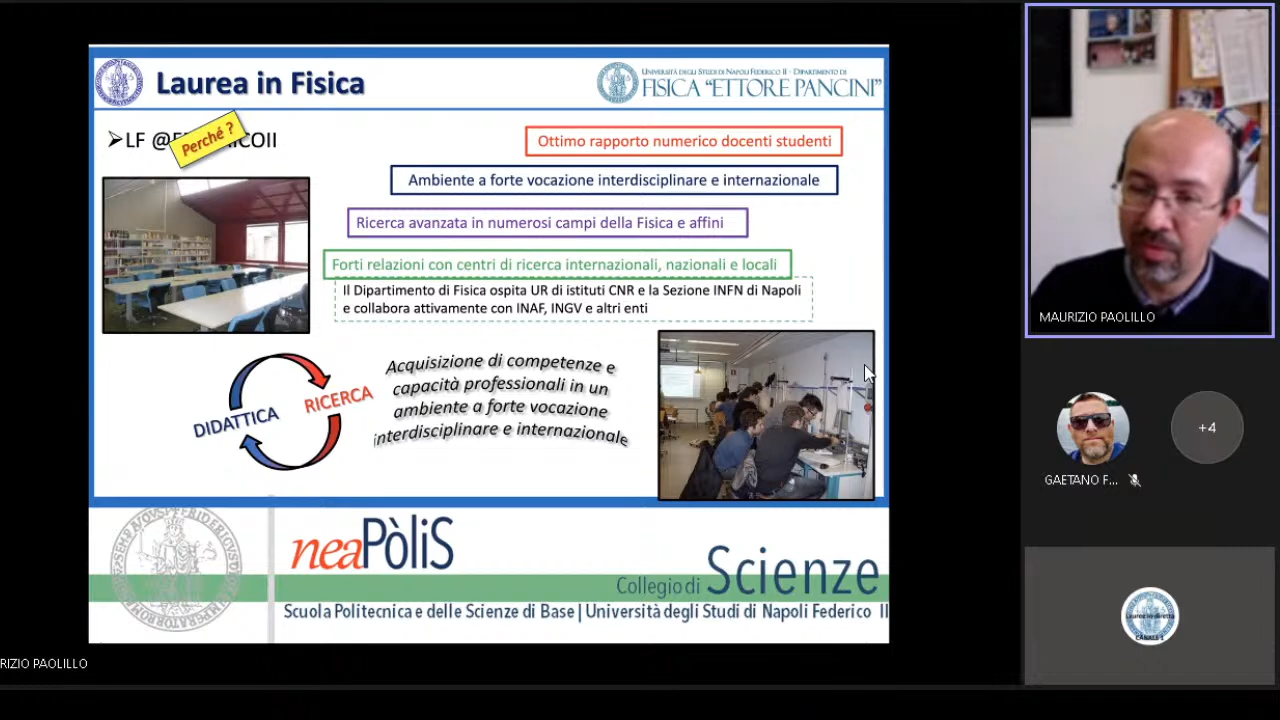 Laurea in Fisica
UNIVERSITÀ DEGLI STUDI DI NAPOLI FEDERICO II - DIPARTIMENTO DI
FISICA “ETTORE PANCINI”
➢LF @
COII
Perché ?
Ottimo rapporto numerico docenti studenti
Ambiente a forte vocazione interdisciplinare e internazionale
Ricerca avanzata in numerosi campi della Fisica e affini
Forti relazioni con centri di ricerca internazionali, nazionali e locali
Il Dipartimento di Fisica ospita UR di istituti CNR e la Sezione INFN di Napoli
e collabora attivamente con INAF, INGV e altri enti
DIDATTICA
RICERCA
Acquisizione di competenze e
capacità professionali in un
ambiente a forte vocazione
interdisciplinare e internazionale
neaPòliS
Collegio di Scienze
Scuola Politecnica e delle Scienze di Base | Università degli Studi di Napoli Federico II
RIZIO PAOLILLO
MAURIZIO PAOLILLO
GAETANO F...
+4
CANALE 1